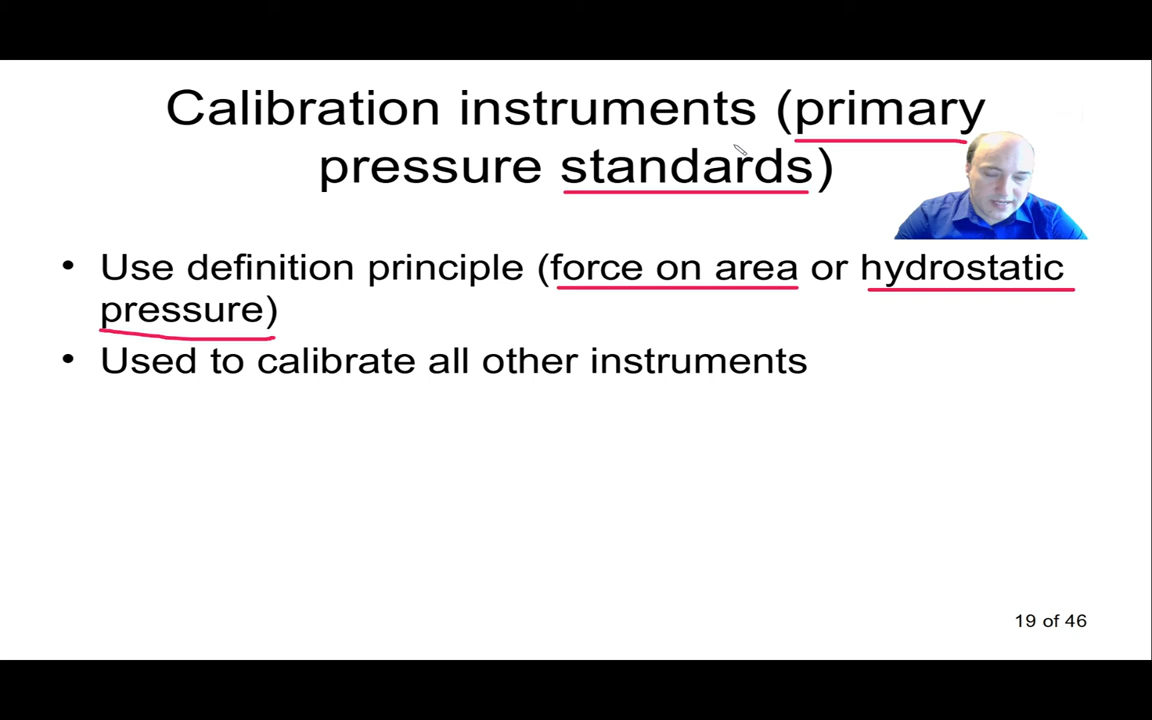 Calibration instruments (primary
pressure standards)
• Use definition principle (force on area or hydrostatic
pressure)
• Used to calibrate all other instruments
19 of 46